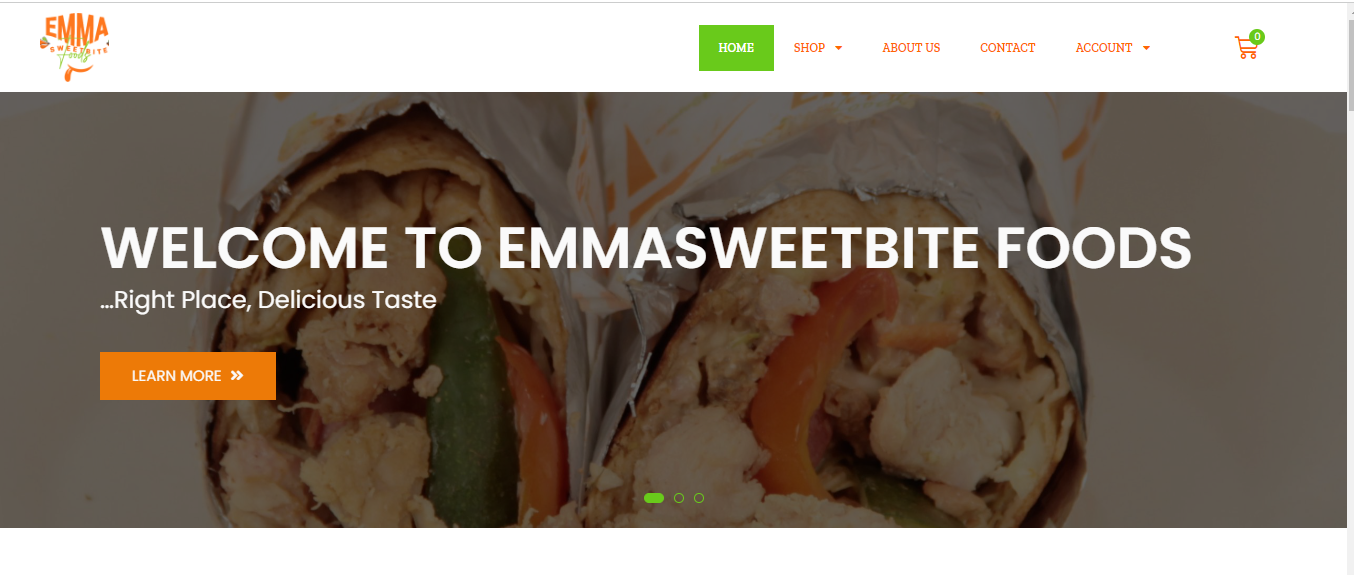 EMMA
SWEETBITE
Foods
HOME SHOP ABOUT US CONTACT ACCOUNT 0
WELCOME TO EMMASWEETBITE FOODS
...Right Place, Delicious Taste
LEARN MORE